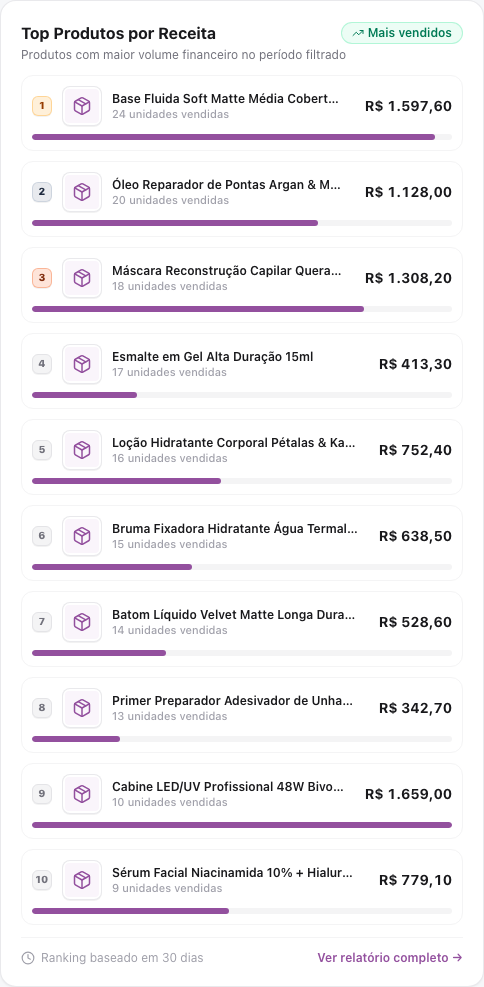 Top Produtos por Receita
Mais vendidos
Produtos com maior volume financeiro no período filtrado
1
Base Fluida Soft Matte Média Cobert...
24 unidades vendidas
R$ 1.597,60
2
Óleo Reparador de Pontas Argan & M...
20 unidades vendidas
R$ 1.128,00
3
Máscara Reconstrução Capilar Quera...
18 unidades vendidas
R$ 1.308,20
4
Esmalte em Gel Alta Duração 15ml
17 unidades vendidas
R$ 413,30
5
Loção Hidratante Corporal Pétalas & Ka...
16 unidades vendidas
R$ 752,40
6
Bruma Fixadora Hidratante Água Termal...
15 unidades vendidas
R$ 638,50
7
Batom Líquido Velvet Matte Longa Dura...
14 unidades vendidas
R$ 528,60
8
Primer Preparador Adesivador de Unha...
13 unidades vendidas
R$ 342,70
9
Cabine LED/UV Profissional 48W Bivo...
10 unidades vendidas
R$ 1.659,00
10
Sérum Facial Niacinamida 10% + Hialur...
9 unidades vendidas
R$ 779,10
Ranking baseado em 30 dias
Ver relatório completo →